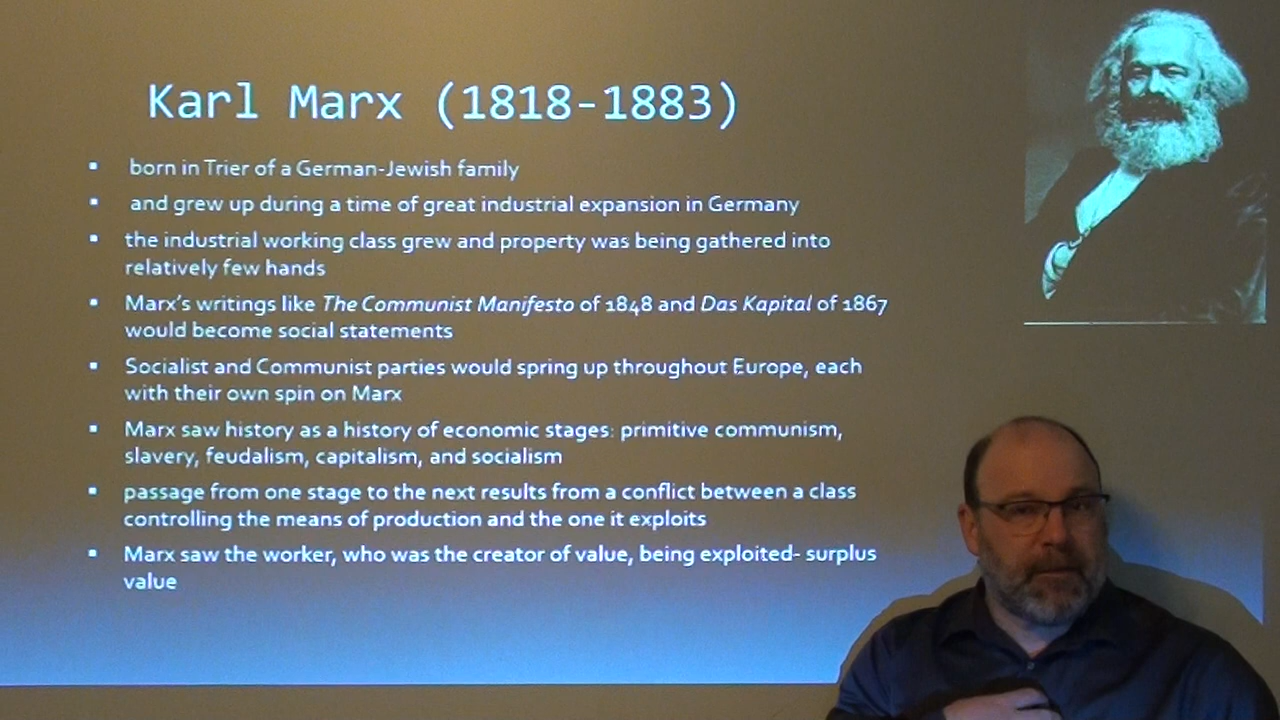 Karl Marx (1818-1883)
▪ born in Trier of a German-Jewish family
▪ and grew up during a time of great industrial expansion in Germany
▪ the industrial working class grew and property was being gathered into
relatively few hands
▪ Marx's writings like The Communist Manifesto of 1848 and Das Kapital of 1867
would become social statements
▪ Socialist and Communist parties would spring up throughout Europe, each
with their own spin on Marx
▪ Marx saw history as a history of economic stages: primitive communism,
slavery, feudalism, capitalism, and socialism
▪ passage from one stage to the next results from a conflict between a class
controlling the means of production and the one it exploits
▪ Marx saw the worker, who was the creator of value, being exploited- surplus
value